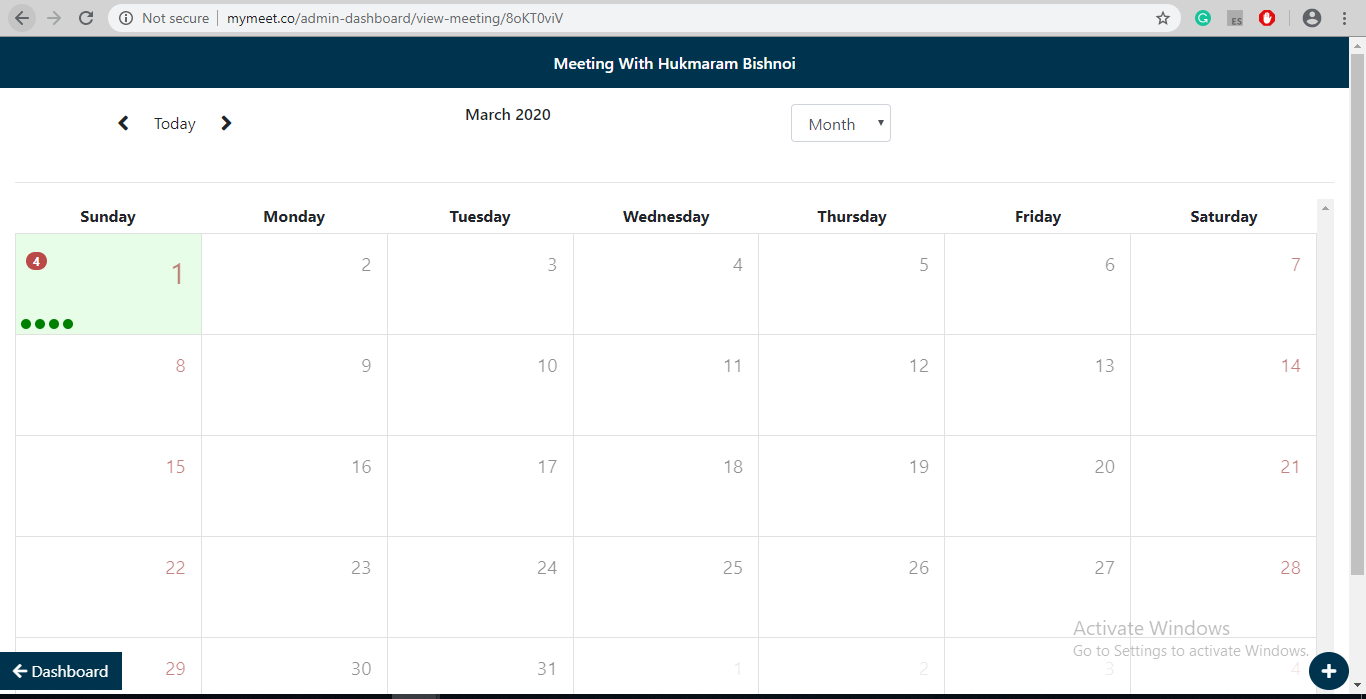 Not secure mymeet.co/admin-dashboard/view-meeting/8oKT0viV
ES
Meeting With Hukmaram Bishnoi
Today March 2020 Month
Sunday Monday Tuesday Wednesday Thursday Friday Saturday
4 1 2 3 4 5 6 7
8 9 10 11 12 13 14
15 16 17 18 19 20 21
22 23 24 25 26 27 28
Activate Windows
Go to Settings to activate Windows.
Dashboard 29 30 31 1 2 3 4